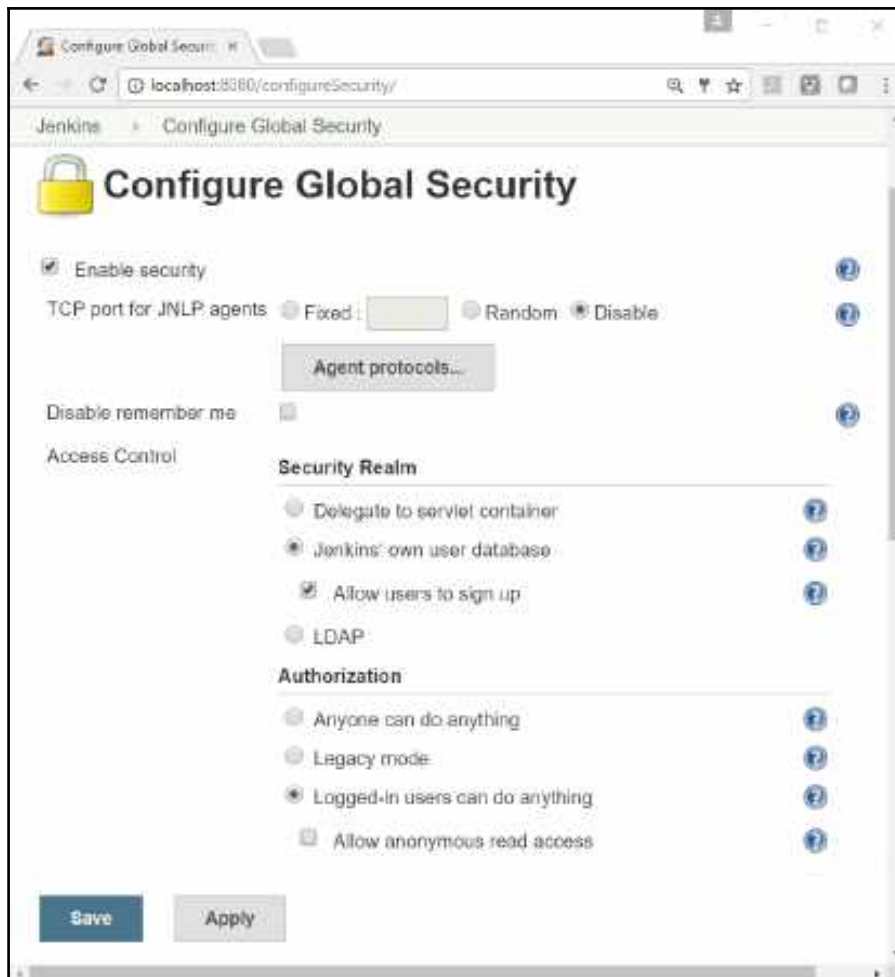 Configure Global Securit
localhost:8080/configureSecurity/
Jenkins Configure Global Security
Configure Global Security
Enable security
TCP port for JNLP agents Fixed : Random Disable
Agent protocols...
Disable remember me
Access Control
Security Realm
Delegate to servlet container
Jenkins' own user database
Allow users to sign up
LDAP
Authorization
Anyone can do anything
Legacy mode
Logged-in users can do anything
Allow anonymous read access
Save Apply